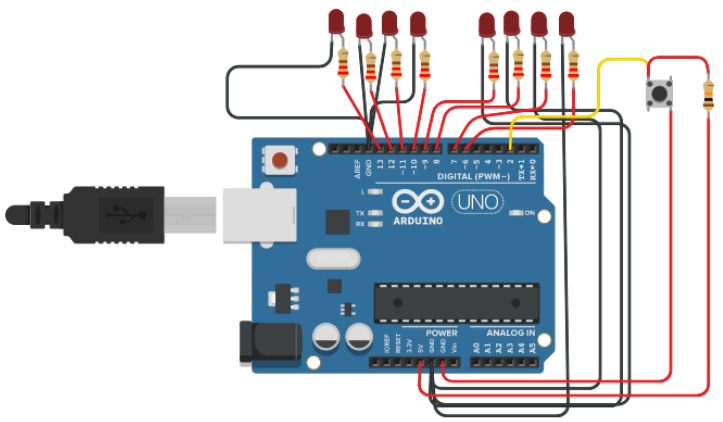 AREF
GND
13
12
~11
~10
~9
8
7
~6
~5
4
~3
2
TX→1
RX←0
DIGITAL (PWM~)
L
TX
RX
ARDUINO
UNO
ON
POWER
ANALOG IN
IOREF
RESET
3.3V
5V
GND
GND
Vin
A0
A1
A2
A3
A4
A5